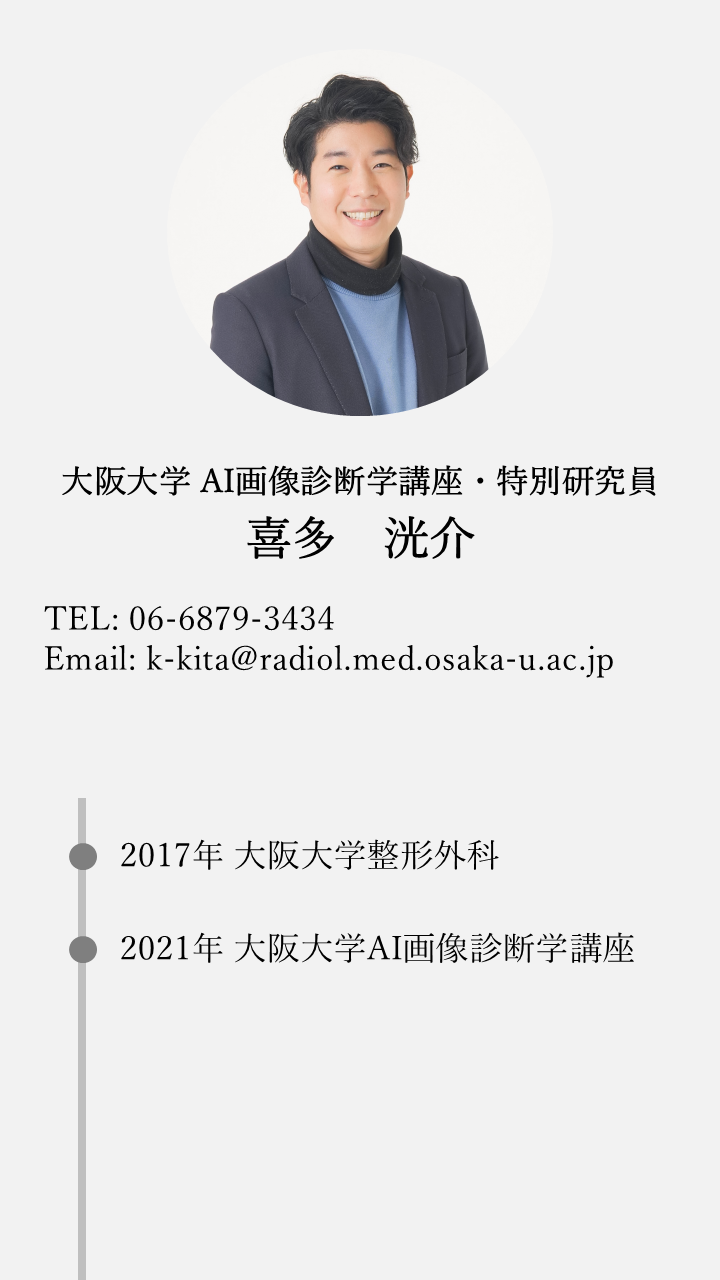 大阪大学 AI画像診断学講座・特別研究員
喜多　洸介
TEL: 06-6879-3434
Email: k-kita@radiol.med.osaka-u.ac.jp
2017年 大阪大学整形外科
2021年 大阪大学AI画像診断学講座